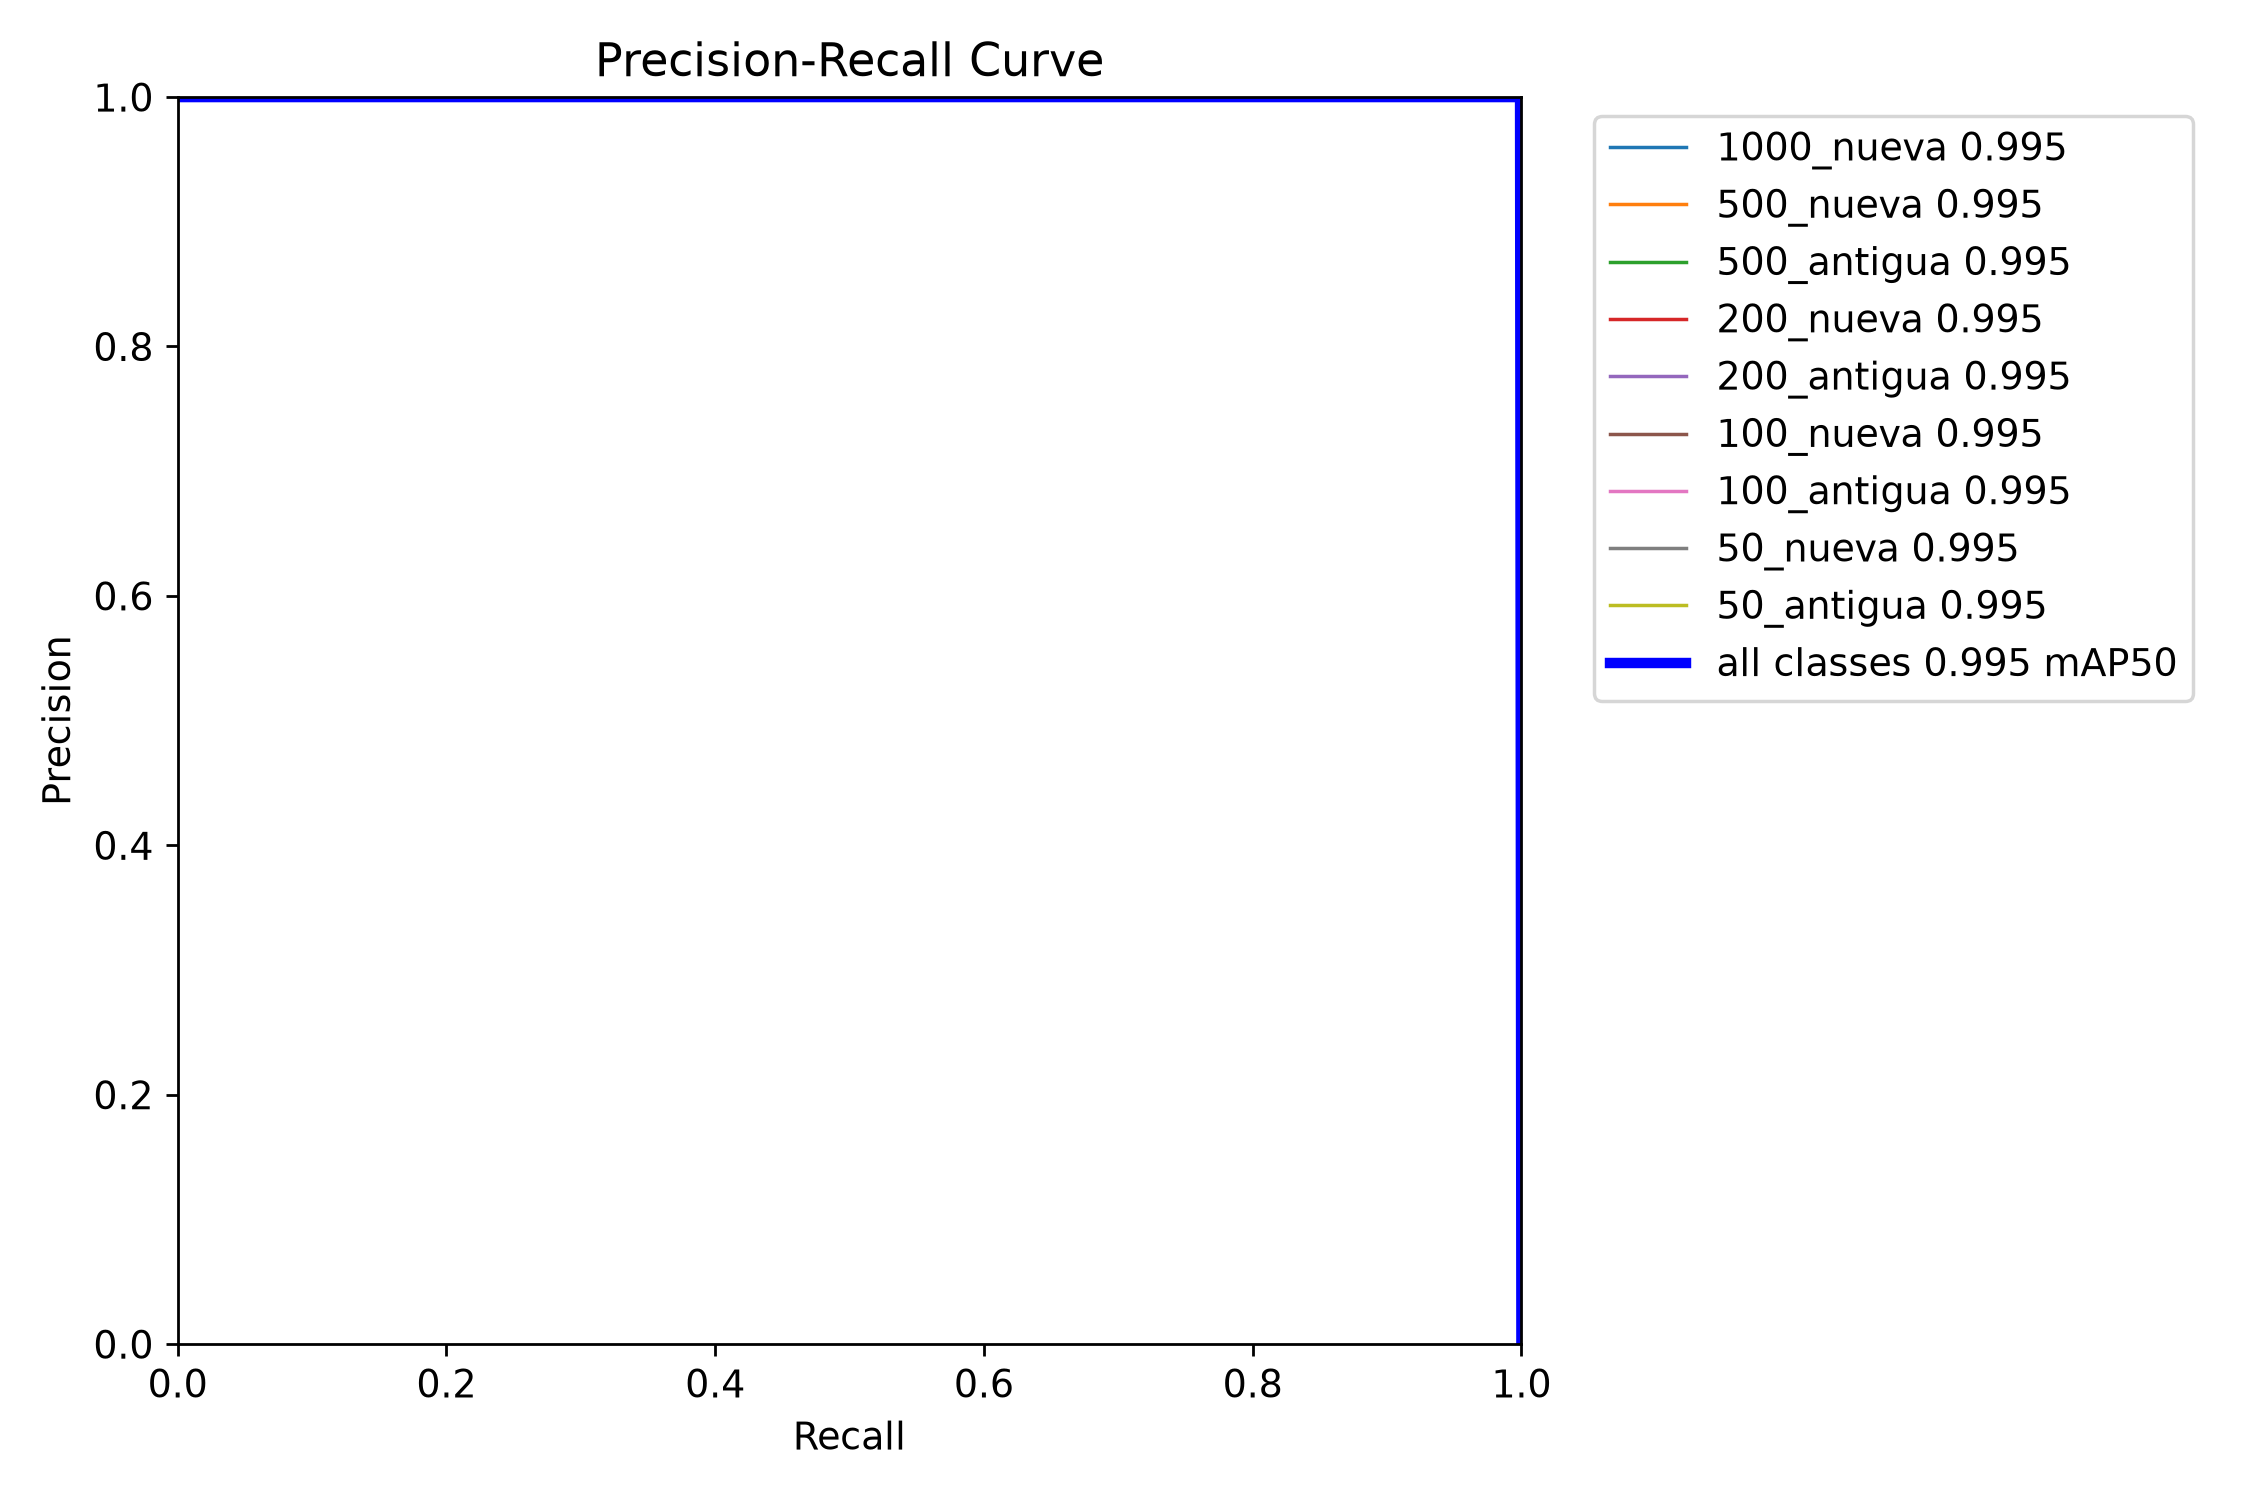 Precision-Recall Curve
1.0
0.8
0.6
0.4
0.2
0.0
Precision
0.0 0.2 0.4 0.6 0.8 1.0
Recall
1000_nueva 0.995
500_nueva 0.995
500_antigua 0.995
200_nueva 0.995
200_antigua 0.995
100_nueva 0.995
100_antigua 0.995
50_nueva 0.995
50_antigua 0.995
all classes 0.995 mAP50